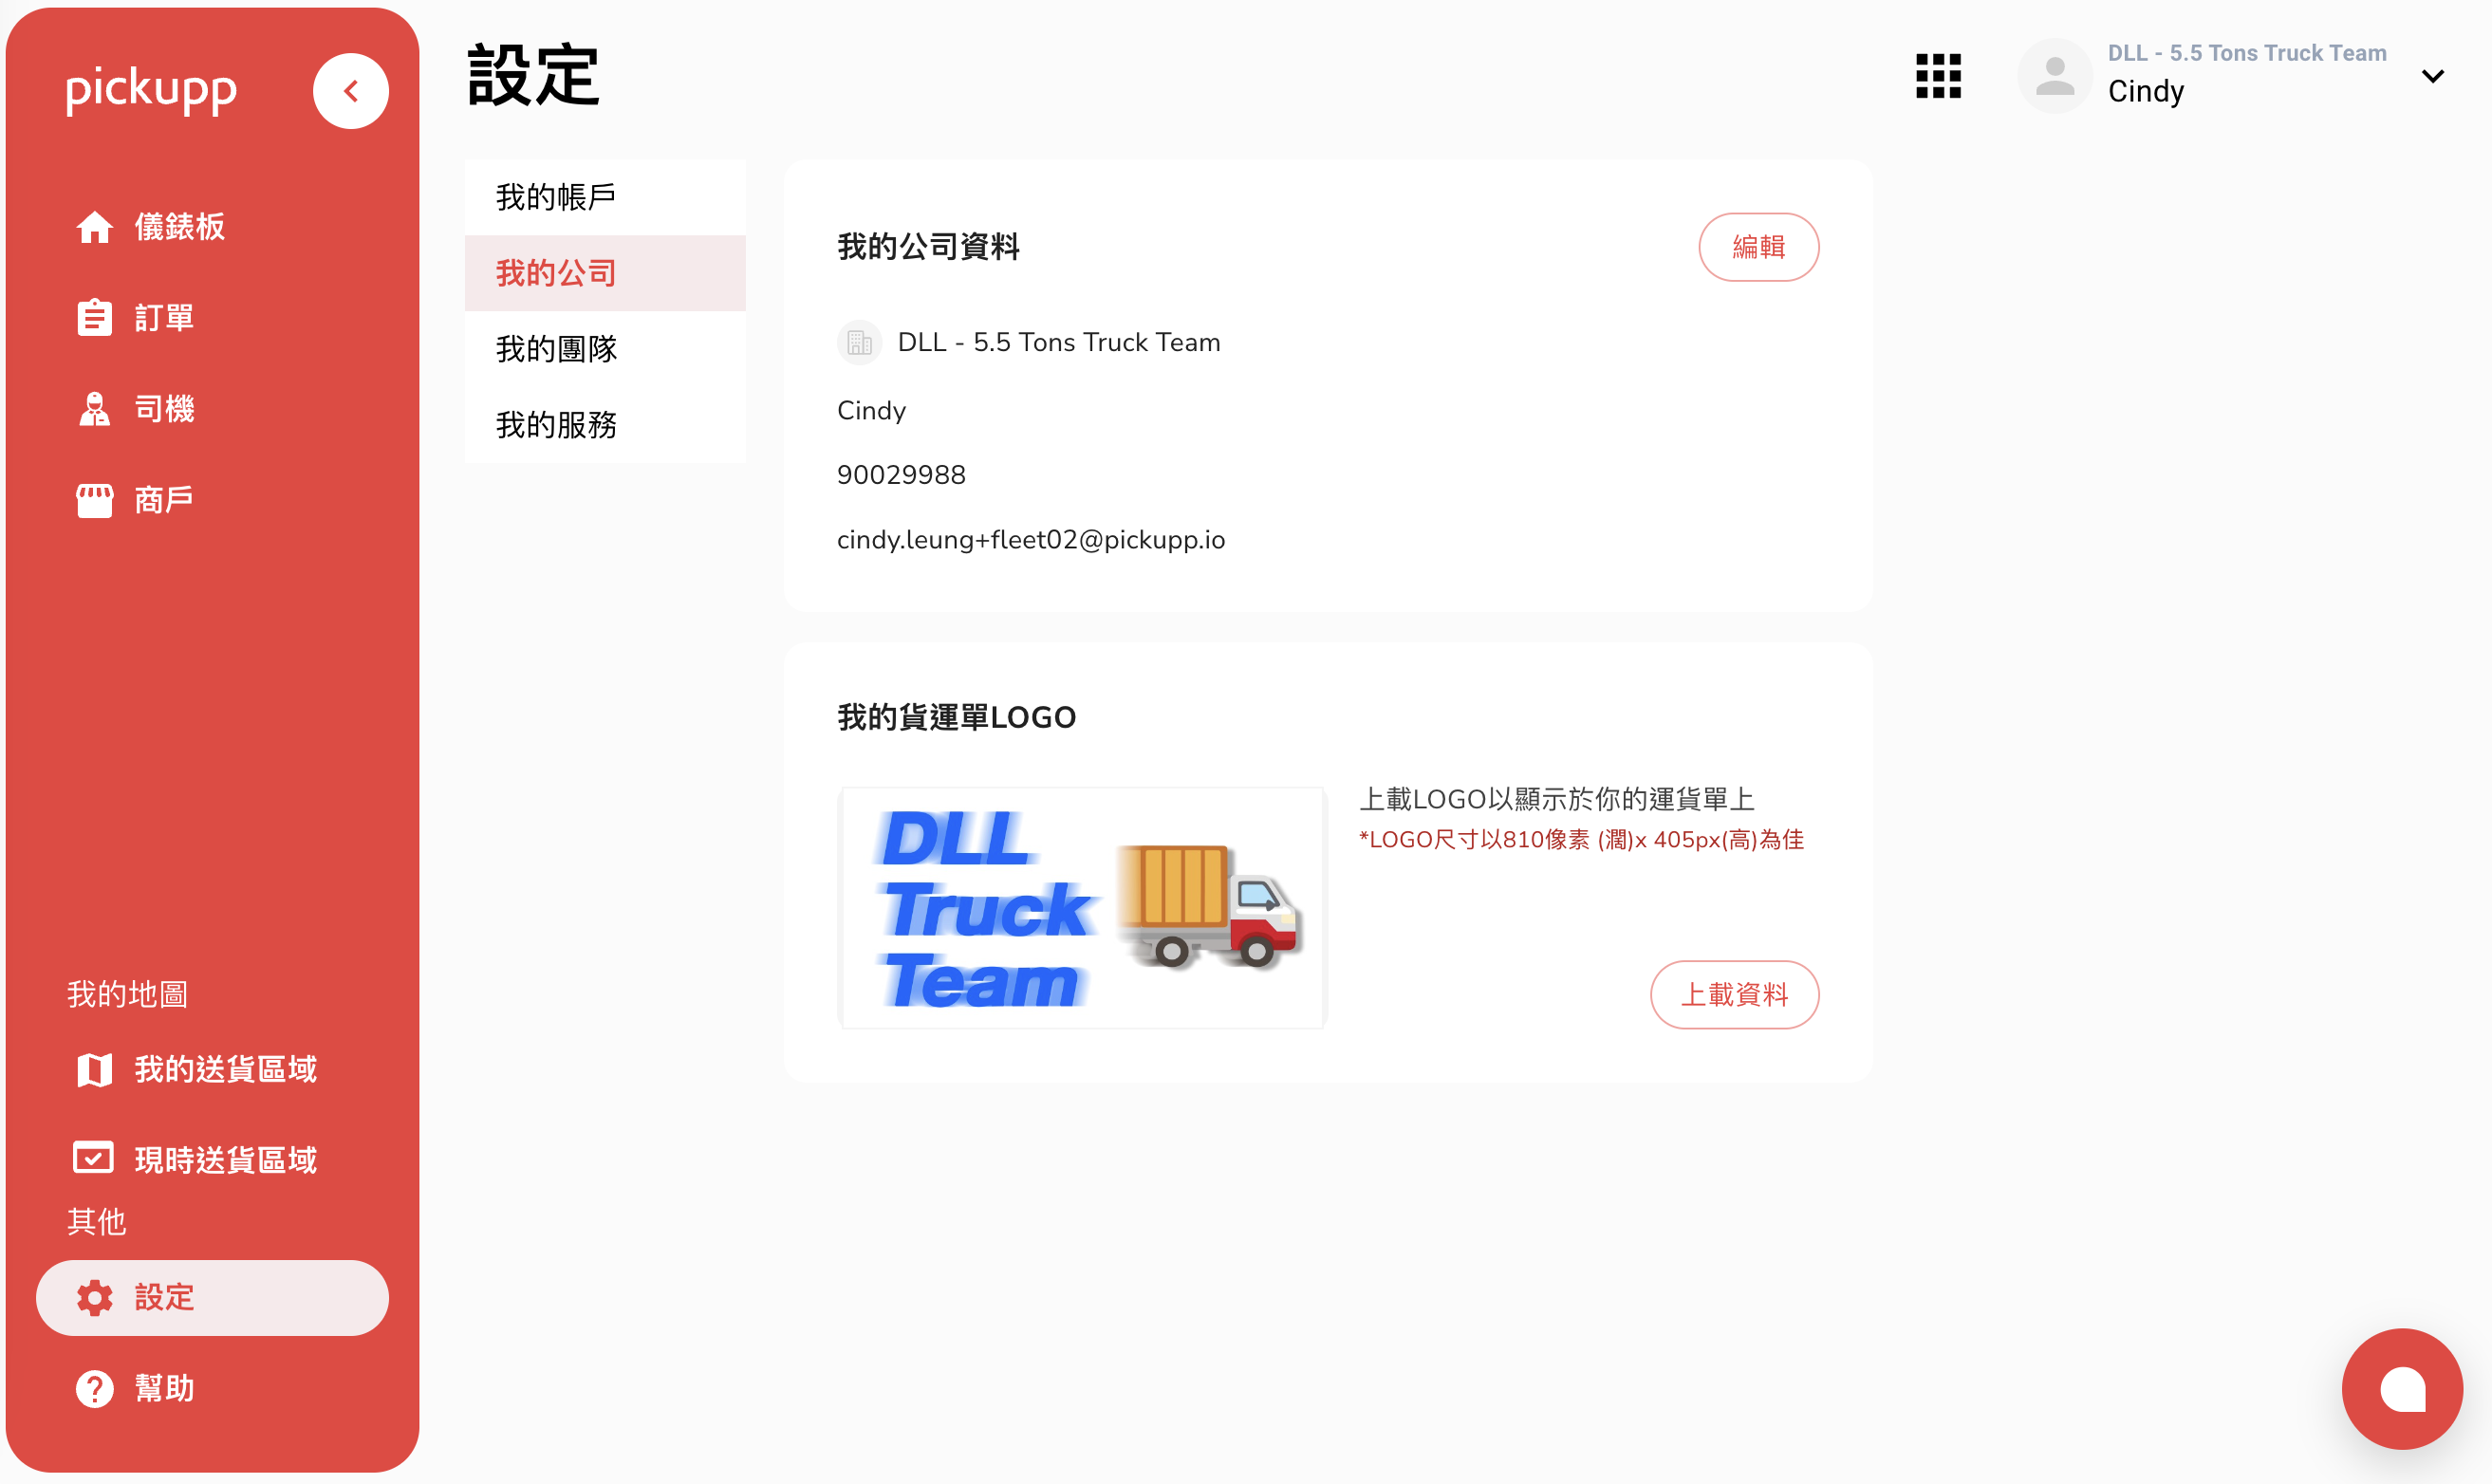 pickupp
儀錶板
訂單
司機
商戶
我的地圖
我的送貨區域
現時送貨區域
其他
設定
幫助
設定
DLL - 5.5 Tons Truck Team
Cindy
我的帳戶
我的公司
我的團隊
我的服務
我的公司資料
編輯
DLL - 5.5 Tons Truck Team
Cindy
90029988
cindy.leung+fleet02@pickupp.io
我的貨運單LOGO
DLL
Truck
Team
上載LOGO以顯示於你的運貨單上
*LOGO尺寸以810像素 (濶)x 405px(高)為佳
上載資料